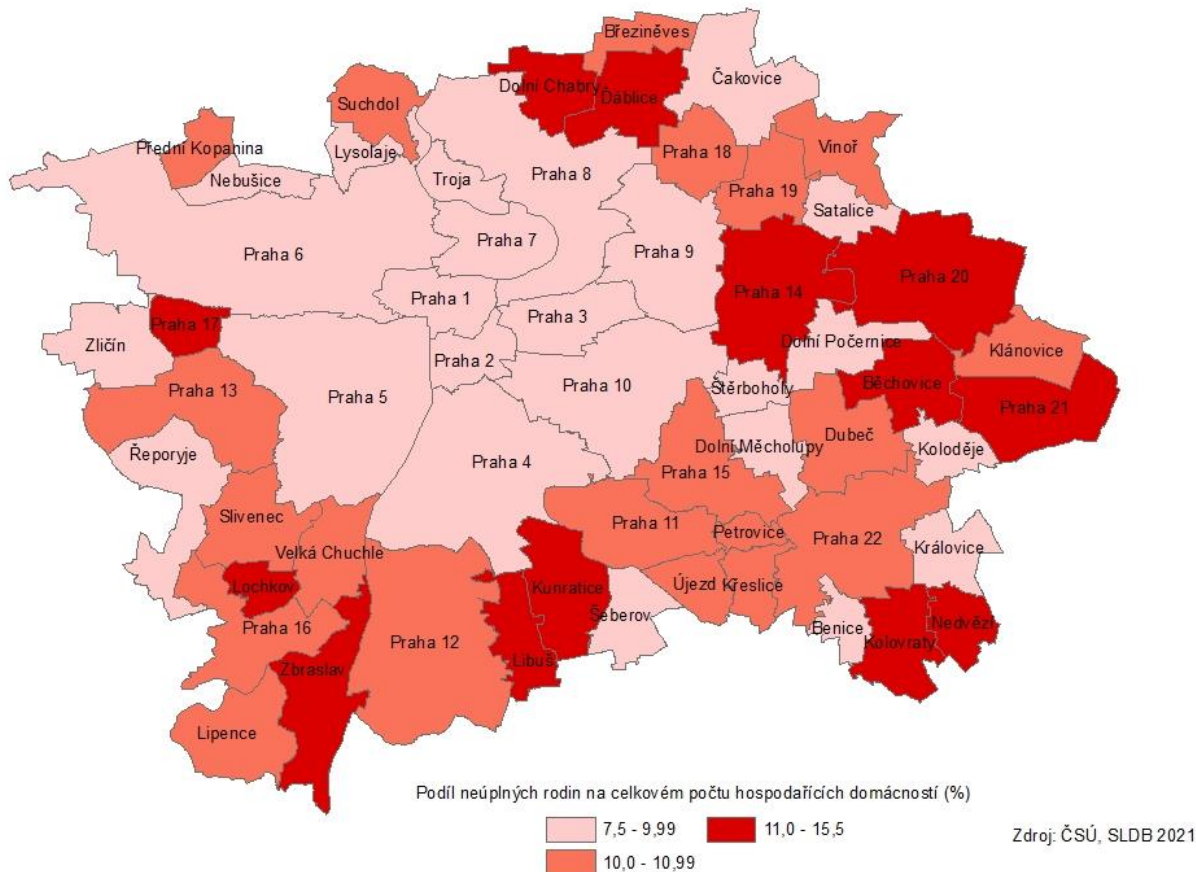 Březiněves
Dolní Chabry
Ďáblice
Čakovice
Suchdol
Přední Kopanina
Lysolaje
Praha 18
Vinoř
Nebušice
Troja
Praha 8
Praha 19
Satalice
Praha 7
Praha 6
Praha 9
Praha 20
Praha 14
Praha 1
Praha 3
Praha 17
Zličín
Dolní Počernice
Klánovice
Praha 2
Štěrboholy
Běchovice
Praha 13
Praha 5
Praha 10
Praha 21
Řeporyje
Dolní Měcholupy
Dubeč
Koloděje
Praha 4
Praha 15
Slivenec
Praha 11
Petrovice
Praha 22
Velká Chuchle
Královice
Lochkov
Kunratice
Újezd
Křeslice
Šeberov
Praha 16
Praha 12
Benice
Kolovraty
Nedvězí
Zbraslav
Libuš
Lipence
Podíl neúplných rodin na celkovém počtu hospodařících domácností (%)
7,5 - 9,99
11,0 - 15,5
10,0 - 10,99
Zdroj: ČSÚ, SLDB 2021